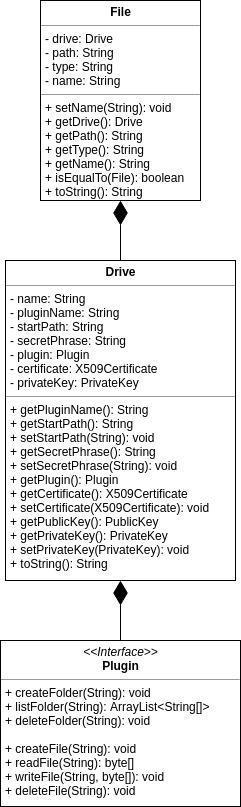 File
- drive: Drive
- path: String
- type: String
- name: String
+ setName(String): void
+ getDrive(): Drive
+ getPath(): String
+ getType(): String
+ getName(): String
+ isEqualTo(File): boolean
+ toString(): String
Drive
- name: String
- pluginName: String
- startPath: String
- secretPhrase: String
- plugin: Plugin
- certificate: X509Certificate
- privateKey: PrivateKey
+ getPluginName(): String
+ getStartPath(): String
+ setStartPath(String): void
+ getSecretPhrase(): String
+ setSecretPhrase(String): void
+ getPlugin(): Plugin
+ getCertificate(): X509Certificate
+ setCertificate(X509Certificate): void
+ getPublicKey(): PublicKey
+ getPrivateKey(): PrivateKey
+ setPrivateKey(PrivateKey): void
+ toString(): String
<<Interface>>
Plugin
+ createFolder(String): void
+ listFolder(String): ArrayList<String[]>
+ deleteFolder(String): void
+ createFile(String): void
+ readFile(String): byte[]
+ writeFile(String, byte[]): void
+ deleteFile(String): void